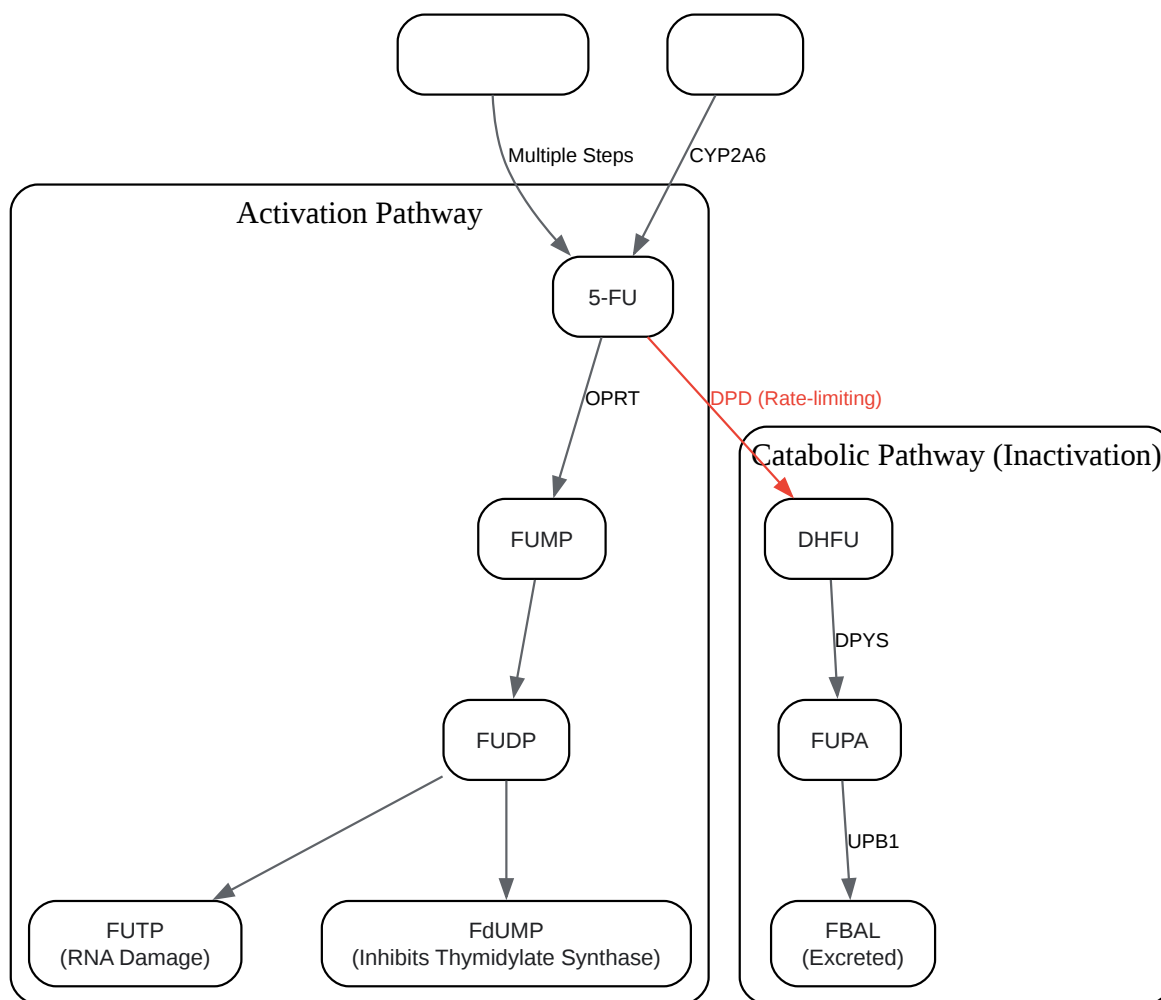 Multiple Steps
CYP2A6
Activation Pathway
5-FU
OPRT
DPD (Rate-limiting)
Catabolic Pathway (Inactivation)
FUMP
DHFU
DPYS
FUDP
FUPA
UPB1
FUTP
(RNA Damage)
FdUMP
(Inhibits Thymidylate Synthase)
FBAL
(Excreted)